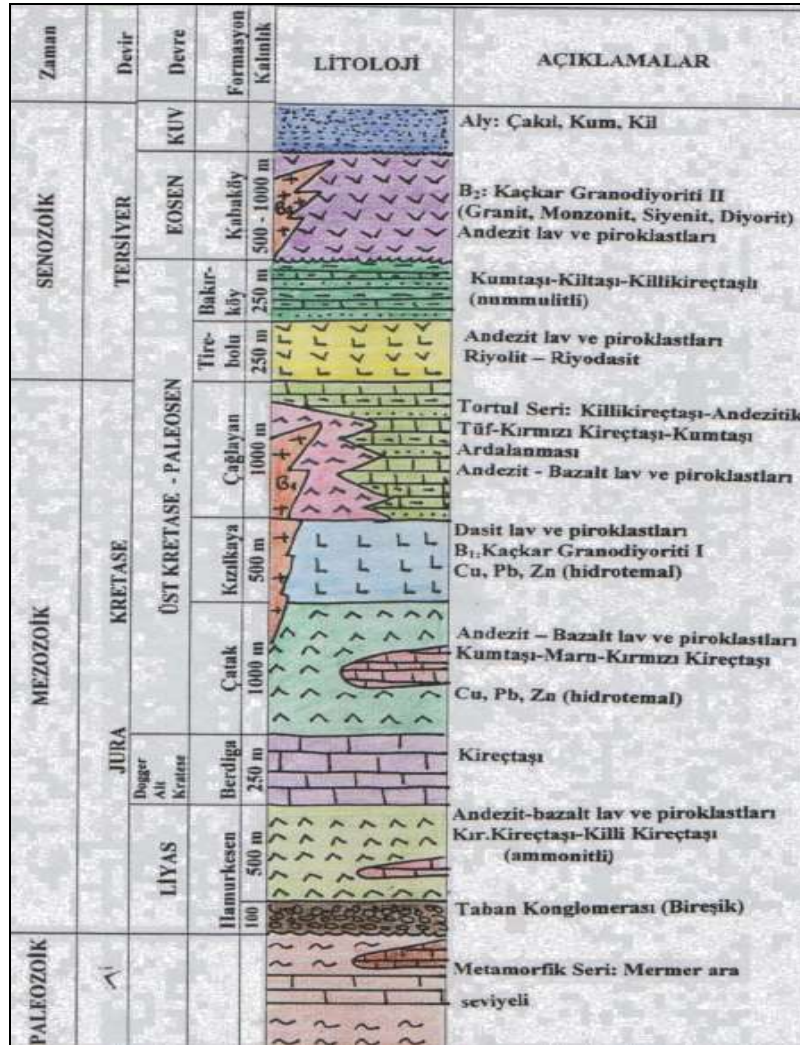 Zaman
Devir
Devre
Formasyon
Kalınlık
LİTOLOJİ
AÇIKLAMALAR
SENOZOİK
TERSİYER
KUV
Aly: Çakıl, Kum, Kil
EOSEN
Kabaköy
500 - 1000 m
B₂
B₂: Kaçkar Granodiyoriti II
(Granit, Monzonit, Siyenit, Diyorit)
Andezit lav ve piroklastları
ÜST KRETASE - PALEOSEN
Bakır-
köy
250 m
Kumtaşı-Kiltaşı-Killikireçtaşlı
(nummulitli)
Tire-
bolu
250 m
Andezit lav ve piroklastları
Riyolit – Riyodasit
MEZOZOİK
KRETASE
Çağlayan
1000 m
Tortul Seri: Killikireçtaşı-Andezitik
Tüf-Kırmızı Kireçtaşı-Kumtaşı
Ardalanması
Andezit - Bazalt lav ve piroklastları
Kızılkaya
500 m
Dasit lav ve piroklastları
B₁:Kaçkar Granodiyoriti I
Cu, Pb, Zn (hidrotemal)
Çatak
1000 m
Andezit – Bazalt lav ve piroklastları
Kumtaşı-Marn-Kırmızı Kireçtaşı
Cu, Pb, Zn (hidrotemal)
JURA
Dogger
Alt
Kratese
Berdiga
250 m
Kireçtaşı
LİYAS
Hamurkesen
500 m
Andezit-bazalt lav ve piroklastları
Kır.Kireçtaşı-Killi Kireçtaşı
(ammonitli)
100
Taban Konglomerası (Bireşik)
PALEOZOİK
Metamorfik Seri: Mermer ara
seviyeli